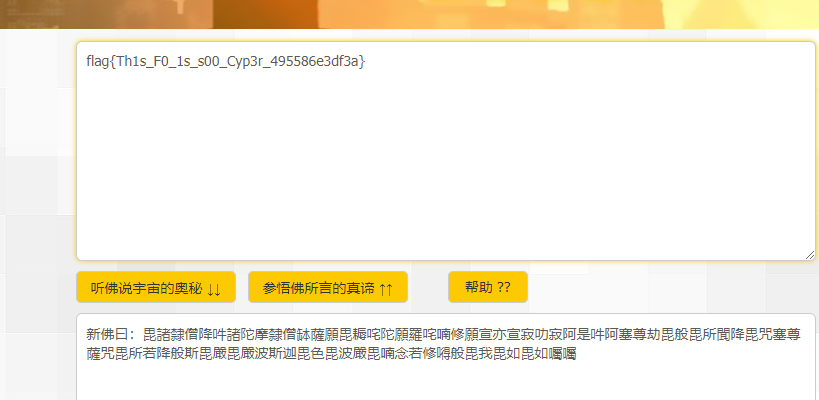 flag{Th1s_F0_1s_s00_Cyp3r_495586e3df3a}
听佛说宇宙的奥秘 ↓↓ 参悟佛所言的真谛 ↑↑ 帮助 ??
新佛曰：毘諸隸僧降吽諸陀摩隸僧缽薩願毘耨咤陀願羅咤喃修願宣亦宣寂叻寂阿是吽阿塞尊劫毘般毘所聞降毘咒塞尊
薩咒毘所若降般斯毘嚴毘嚴波斯迦毘色毘波嚴毘喃念若修嘚般毘我毘如毘如囑囑